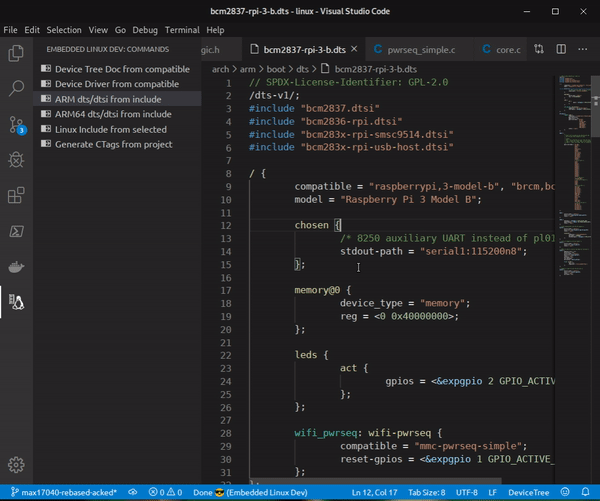 bcm2837-rpi-3-b.dts - linux - Visual Studio Code
File Edit Selection View Go Debug Terminal Help
EMBEDDED LINUX DEV: COMMANDS
Device Tree Doc from compatible
Device Driver from compatible
ARM dts/dtsi from include
ARM64 dts/dtsi from include
Linux Include from selected
Generate CTags from project
3
gic.h bcm2837-rpi-3-b.dts pwrseq_simple.c core.c
arch > arm > boot > dts > bcm2837-rpi-3-b.dts
1 // SPDX-License-Identifier: GPL-2.0
2 /dts-v1/;
3 #include "bcm2837.dtsi"
4 #include "bcm2836-rpi.dtsi"
5 #include "bcm283x-rpi-smsc9514.dtsi"
6 #include "bcm283x-rpi-usb-host.dtsi"
7
8 / {
9 compatible = "raspberrypi,3-model-b", "brcm,bc
10 model = "Raspberry Pi 3 Model B";
11
12 chosen {
13 /* 8250 auxiliary UART instead of pl01
14 stdout-path = "serial1:115200n8";
15 };
16
17 memory@0 {
18 device_type = "memory";
19 reg = <0 0x40000000>;
20 };
21
22 leds {
23 act {
24 gpios = <&expgpio 2 GPIO_ACTIV
25 };
26 };
27
28 wifi_pwrseq: wifi-pwrseq {
29 compatible = "mmc-pwrseq-simple";
30 reset-gpios = <&expgpio 1 GPIO_ACTIVE_
31 };
32 };
max17040-rebased-acked* 0 0 Done 😎 (Embedded Linux Dev) Ln 12, Col 17 Tab Size: 8 UTF-8 LF DeviceTree